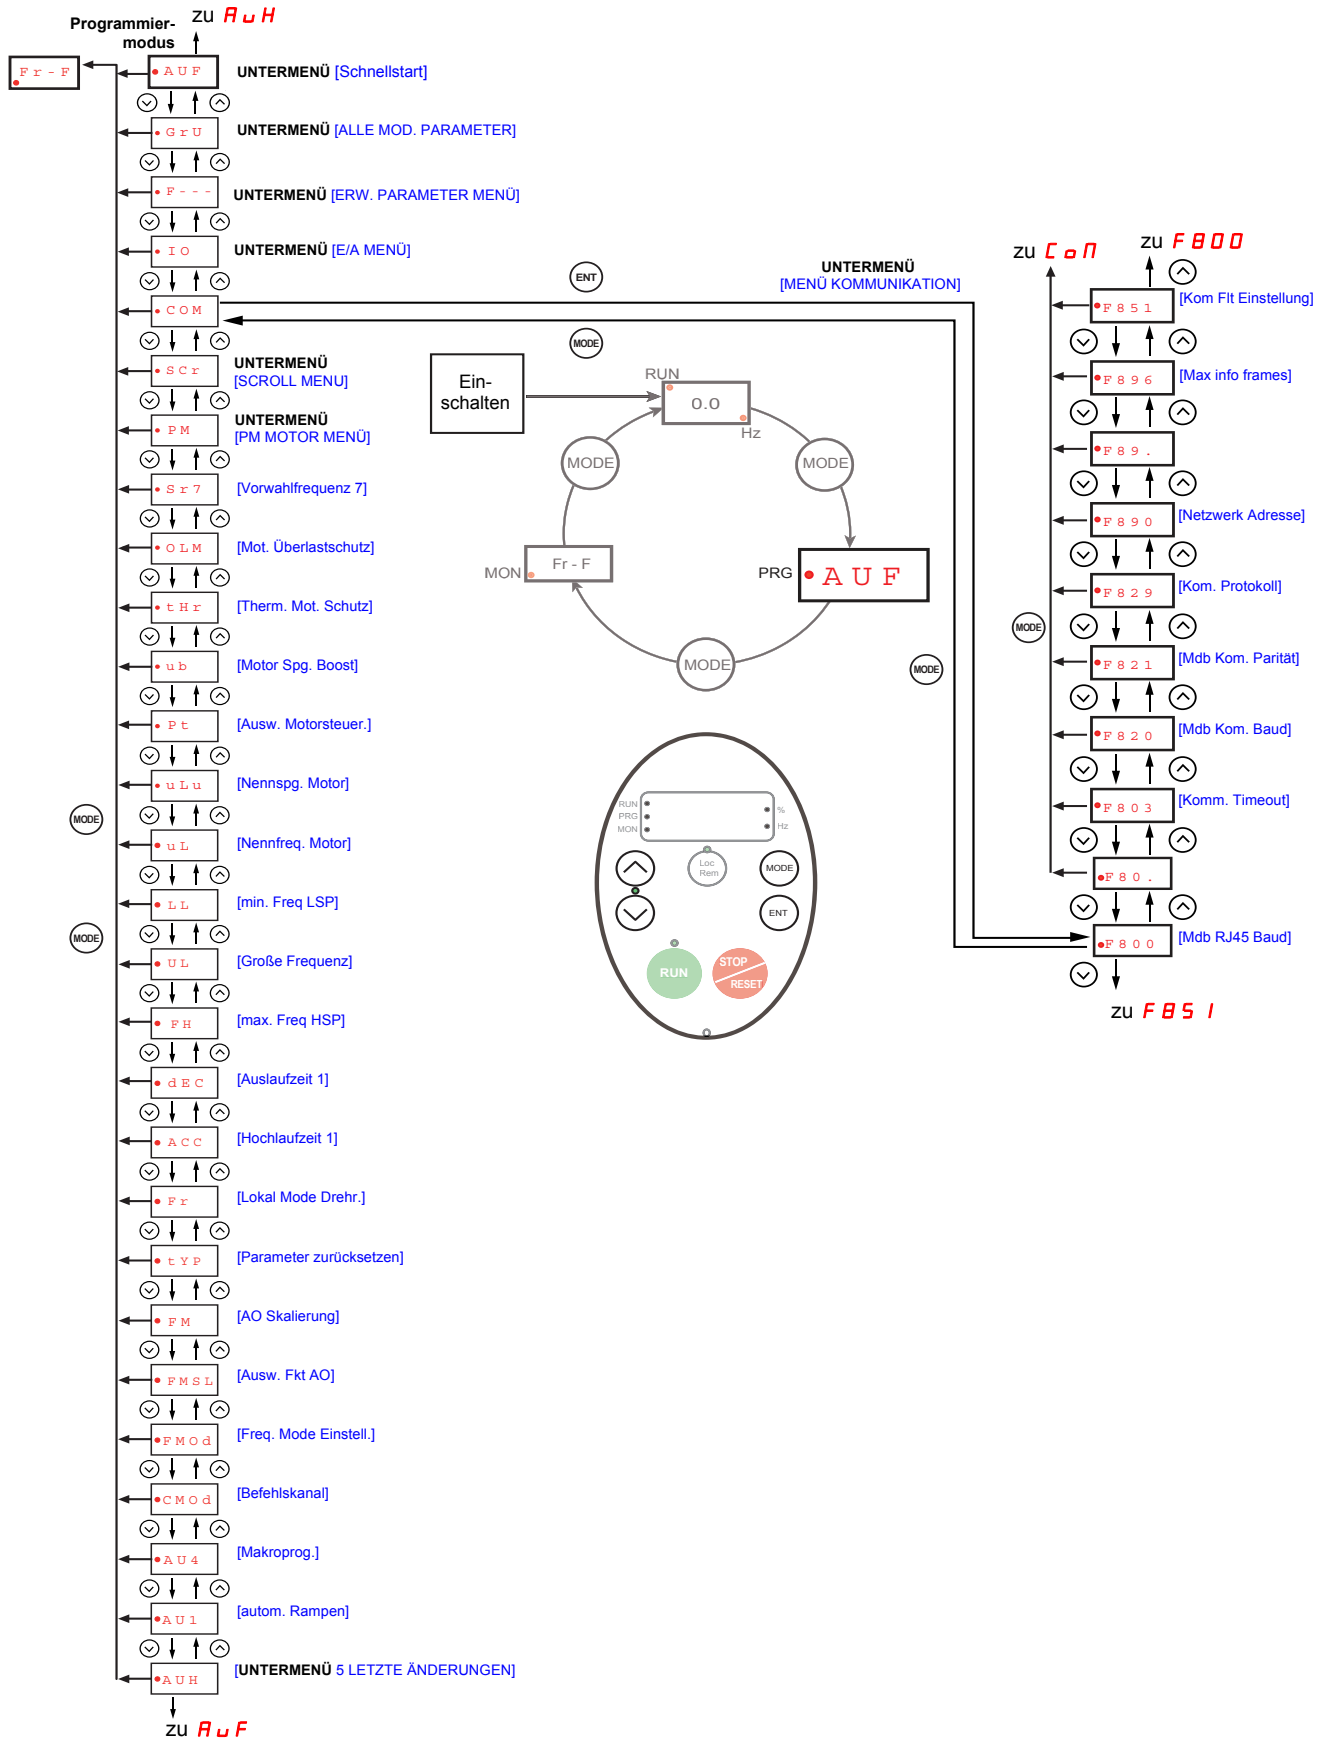 zu AuH
Programmier-
modus
Fr-F
AUF
UNTERMENÜ [Schnellstart]
GrU
UNTERMENÜ [ALLE MOD. PARAMETER]
F---
UNTERMENÜ [ERW. PARAMETER MENÜ]
IO
UNTERMENÜ [E/A MENÜ]
COM
SCr
UNTERMENÜ
[SCROLL MENU]
PM
UNTERMENÜ
[PM MOTOR MENÜ]
Sr7
[Vorwahlfrequenz 7]
OLM
[Mot. Überlastschutz]
tHr
[Therm. Mot. Schutz]
ub
[Motor Spg. Boost]
Pt
[Ausw. Motorsteuer.]
uLu
[Nennspg. Motor]
MODE
uL
[Nennfreq. Motor]
LL
[min. Freq LSP]
MODE
UL
[Große Frequenz]
FH
[max. Freq HSP]
dEC
[Auslaufzeit 1]
ACC
[Hochlaufzeit 1]
Fr
[Lokal Mode Drehr.]
tYP
[Parameter zurücksetzen]
FM
[AO Skalierung]
FMSL
[Ausw. Fkt AO]
FMOd
[Freq. Mode Einstell.]
CMOd
[Befehlskanal]
AU4
[Makroprog.]
AU1
[autom. Rampen]
AUH
[UNTERMENÜ 5 LETZTE ÄNDERUNGEN]
zu AuF
ENT
UNTERMENÜ
[MENÜ KOMMUNIKATION]
MODE
Ein-
schalten
RUN
0.0
Hz
MODE
MODE
MON
Fr - F
PRG
AUF
MODE
MODE
RUN
PRG
MON
%
Hz
Loc
Rem
MODE
ENT
RUN
STOP
RESET
zu CoM
zu F800
F851
[Kom Flt Einstellung]
F896
[Max info frames]
F89.
F890
[Netzwerk Adresse]
F829
[Kom. Protokoll]
MODE
F821
[Mdb Kom. Parität]
F820
[Mdb Kom. Baud]
F803
[Komm. Timeout]
F80.
F800
[Mdb RJ45 Baud]
zu F851